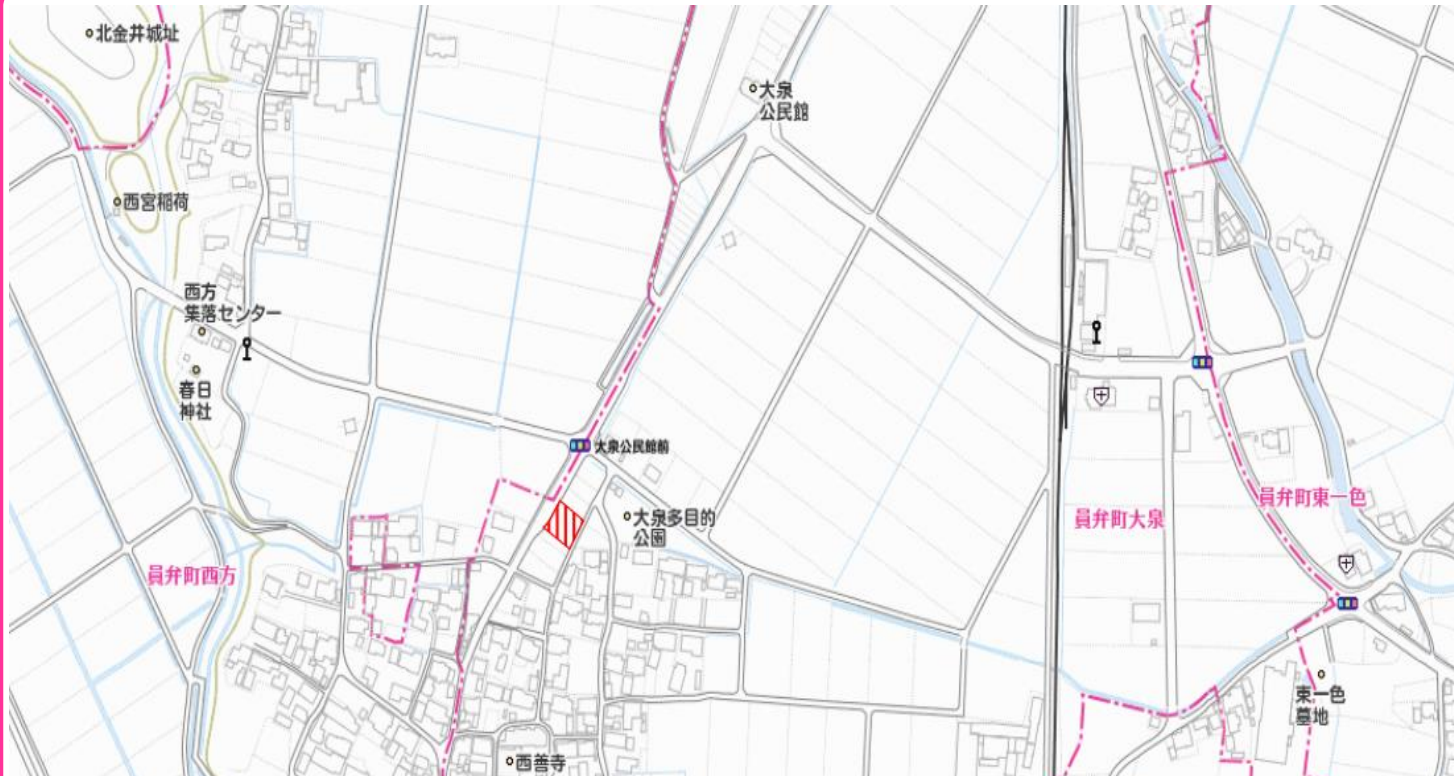 北金井城址
大泉
公民館
西宮稲荷
西方
集落センター
春日
神社
大泉公民館前
大泉多目的
公園
員弁町東一色
員弁町大泉
員弁町西方
東一色
墓地
西善寺